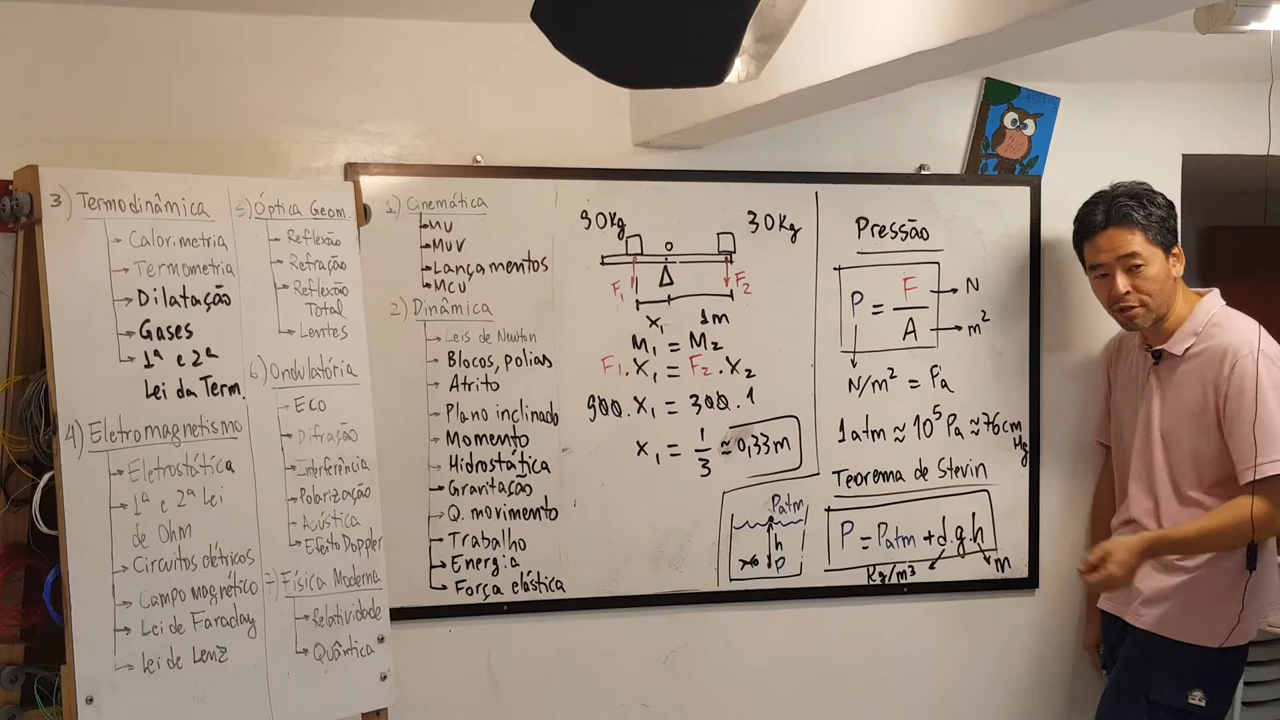 3) Termodinâmica
Calorimetria
Termometria
Dilatação
Gases
1ª e 2ª
Lei da Term.
4) Eletromagnetismo
Eletrostática
1ª e 2ª Lei
de Ohm
Circuitos elétricos
Campo magnético
Lei de Faraday
Lei de Lenz
5) Óptica Geom.
Reflexão
Refração
Reflexão
Total
Lentes
6) Ondulatória
Eco
Difração
Interferência
Polarização
Acústica
Efeito Doppler
7) Física Moderna
Relatividade
Quântica
1) Cinemática
MU
MUV
Lançamentos
MCU
2) Dinâmica
Leis de Newton
Blocos, polias
Atrito
Plano inclinado
Momento
Hidrostática
Gravitação
Q. movimento
Trabalho
Energia
Força elástica
90Kg 30Kg
F₁ F₂
x₁ 1m
M₁ = M₂
F₁.X₁ = F₂.X₂
900.X₁ = 300.1
x₁ = 1/3 ≈ 0,33m
Patm
h
P
Pressão
P = F/A
N
m²
N/m² = Pa
1atm ≈ 10⁵ Pa ≈ 76cm
Hg
Teorema de Stevin
P = Patm + d.g.h
Kg/m³ m